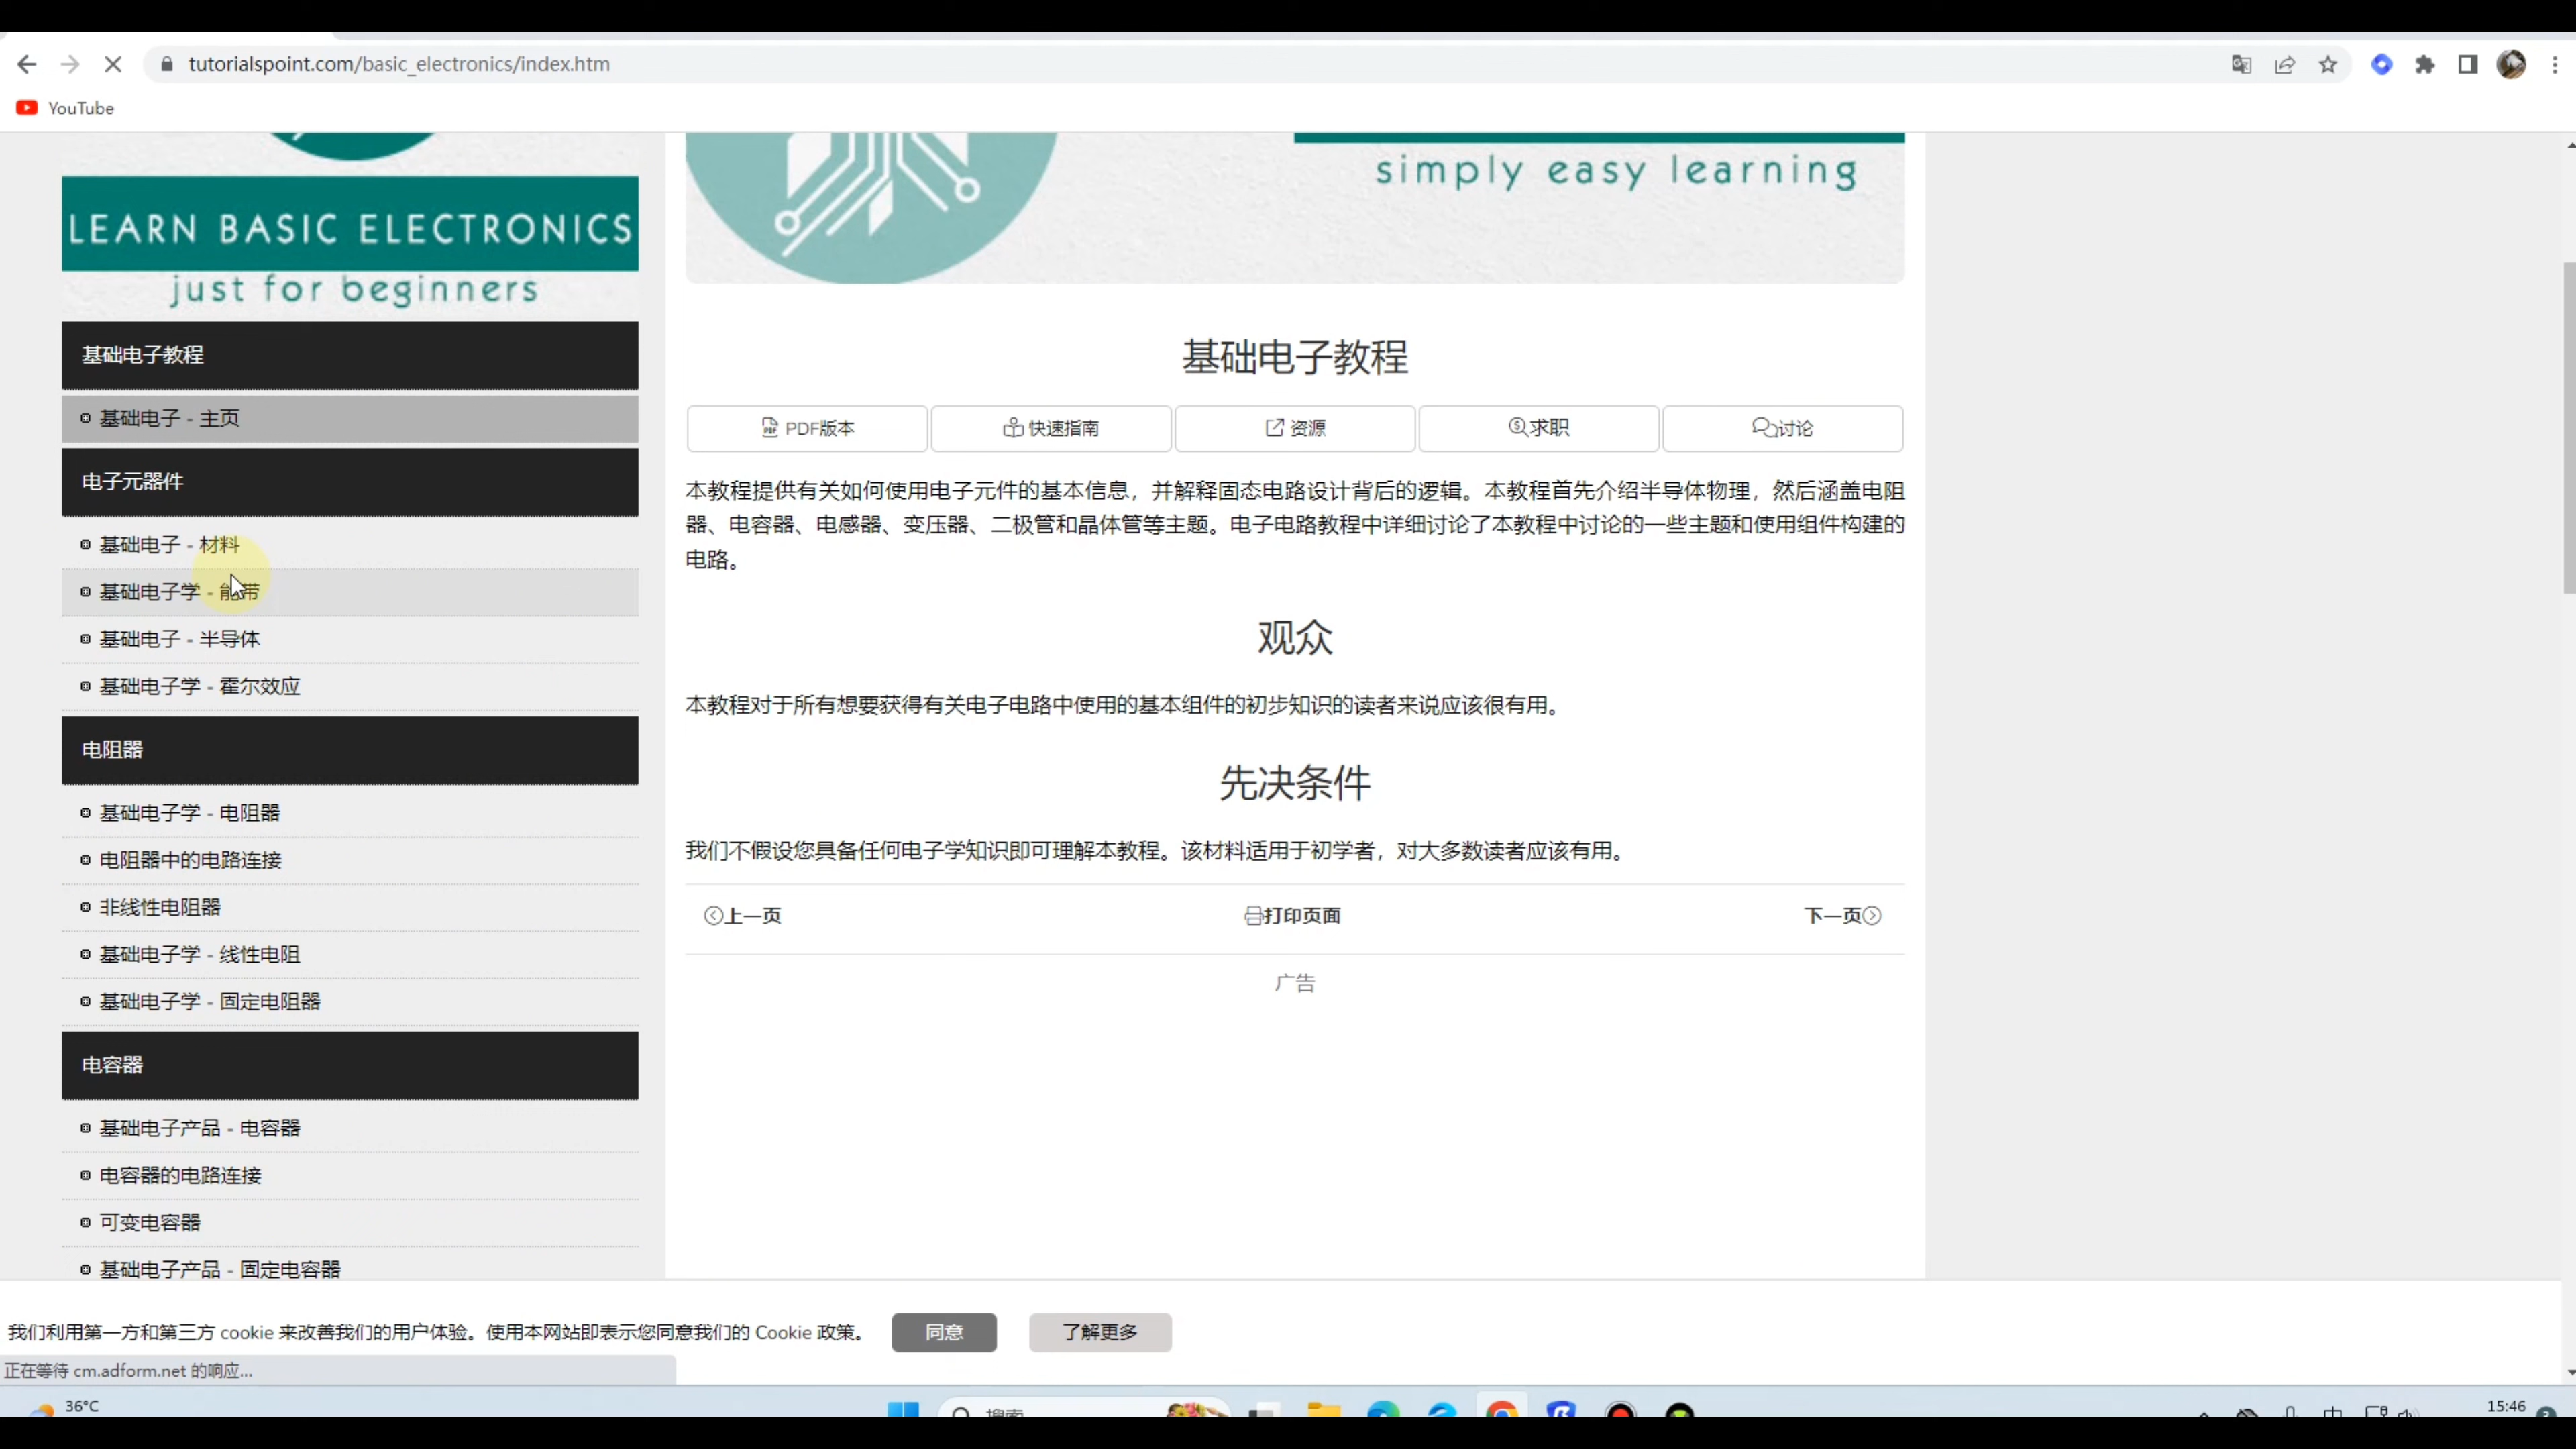 tutorialspoint.com/basic_electronics/index.htm
YouTube
LEARN BASIC ELECTRONICS
just for beginners
基础电子教程
基础电子 - 主页
电子元器件
基础电子 - 材料
基础电子学 - 能带
基础电子 - 半导体
基础电子学 - 霍尔效应
电阻器
基础电子学 - 电阻器
电阻器中的电路连接
非线性电阻器
基础电子学 - 线性电阻
基础电子学 - 固定电阻器
电容器
基础电子产品 - 电容器
电容器的电路连接
可变电容器
基础电子产品 - 固定电容器
simply easy learning
基础电子教程
PDF版本 快速指南 资源 求职 讨论
本教程提供有关如何使用电子元件的基本信息，并解释固态电路设计背后的逻辑。本教程首先介绍半导体物理，然后涵盖电阻
器、电容器、电感器、变压器、二极管和晶体管等主题。电子电路教程中详细讨论了本教程中讨论的一些主题和使用组件构建的
电路。
观众
本教程对于所有想要获得有关电子电路中使用的基本组件的初步知识的读者来说应该很有用。
先决条件
我们不假设您具备任何电子学知识即可理解本教程。该材料适用于初学者，对大多数读者应该有用。
上一页 打印页面 下一页
广告
我们利用第一方和第三方 cookie 来改善我们的用户体验。使用本网站即表示您同意我们的 Cookie 政策。 同意 了解更多
正在等待 cm.adform.net 的响应...
36°C 搜索 中 15:46